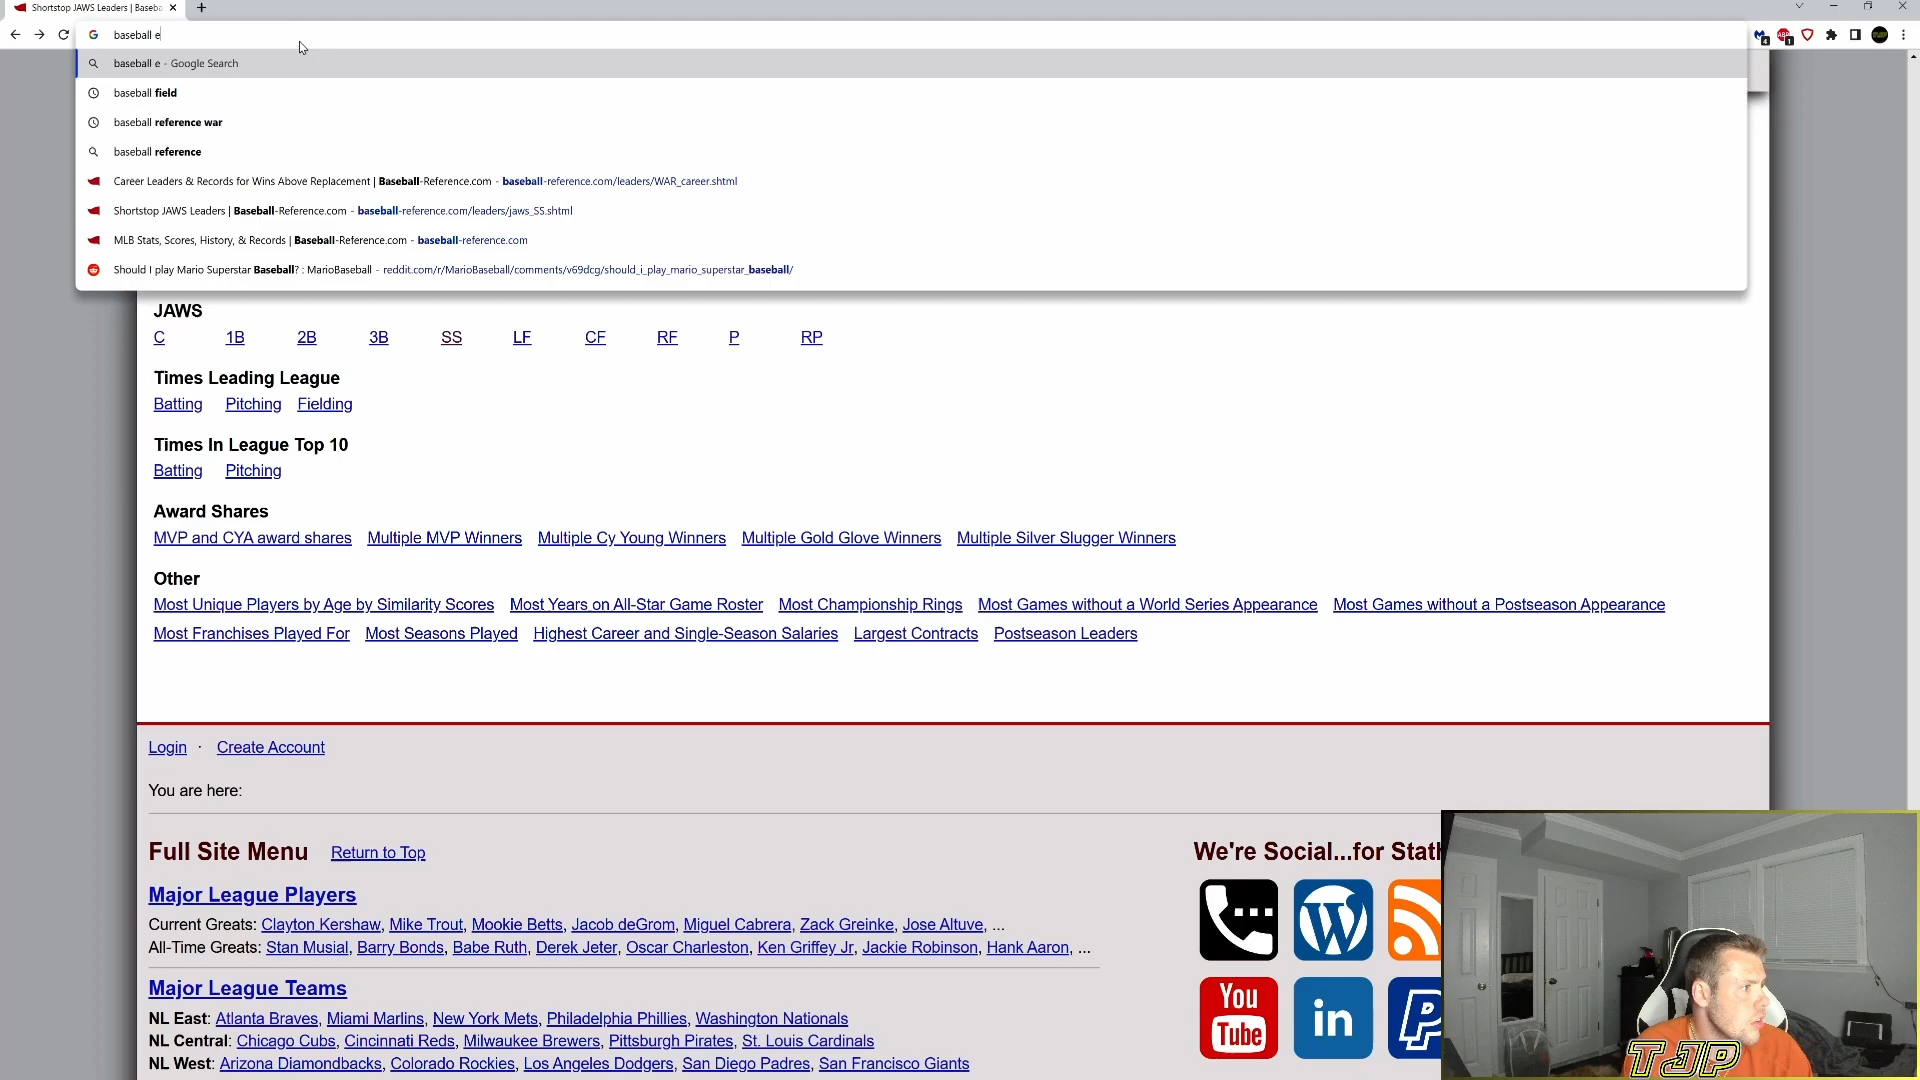 Shortstop JAWS Leaders | Baseba
baseball e
baseball e - Google Search
baseball field
baseball reference war
baseball reference
Career Leaders & Records for Wins Above Replacement | Baseball-Reference.com - baseball-reference.com/leaders/WAR_career.shtml
Shortstop JAWS Leaders | Baseball-Reference.com - baseball-reference.com/leaders/jaws_SS.shtml
MLB Stats, Scores, History, & Records | Baseball-Reference.com - baseball-reference.com
Should I play Mario Superstar Baseball? : MarioBaseball - reddit.com/r/MarioBaseball/comments/v69dcg/should_i_play_mario_superstar_baseball/
JAWS
C 1B 2B 3B SS LF CF RF P RP
Times Leading League
Batting Pitching Fielding
Times In League Top 10
Batting Pitching
Award Shares
MVP and CYA award shares Multiple MVP Winners Multiple Cy Young Winners Multiple Gold Glove Winners Multiple Silver Slugger Winners
Other
Most Unique Players by Age by Similarity Scores Most Years on All-Star Game Roster Most Championship Rings Most Games without a World Series Appearance Most Games without a Postseason Appearance
Most Franchises Played For Most Seasons Played Highest Career and Single-Season Salaries Largest Contracts Postseason Leaders
Login · Create Account
You are here:
Full Site Menu Return to Top
We're Social...for Stath
Major League Players
Current Greats: Clayton Kershaw, Mike Trout, Mookie Betts, Jacob deGrom, Miguel Cabrera, Zack Greinke, Jose Altuve, ...
All-Time Greats: Stan Musial, Barry Bonds, Babe Ruth, Derek Jeter, Oscar Charleston, Ken Griffey Jr, Jackie Robinson, Hank Aaron, ...
Major League Teams
NL East: Atlanta Braves, Miami Marlins, New York Mets, Philadelphia Phillies, Washington Nationals
NL Central: Chicago Cubs, Cincinnati Reds, Milwaukee Brewers, Pittsburgh Pirates, St. Louis Cardinals
NL West: Arizona Diamondbacks, Colorado Rockies, Los Angeles Dodgers, San Diego Padres, San Francisco Giants
You
Tube
in
TJP